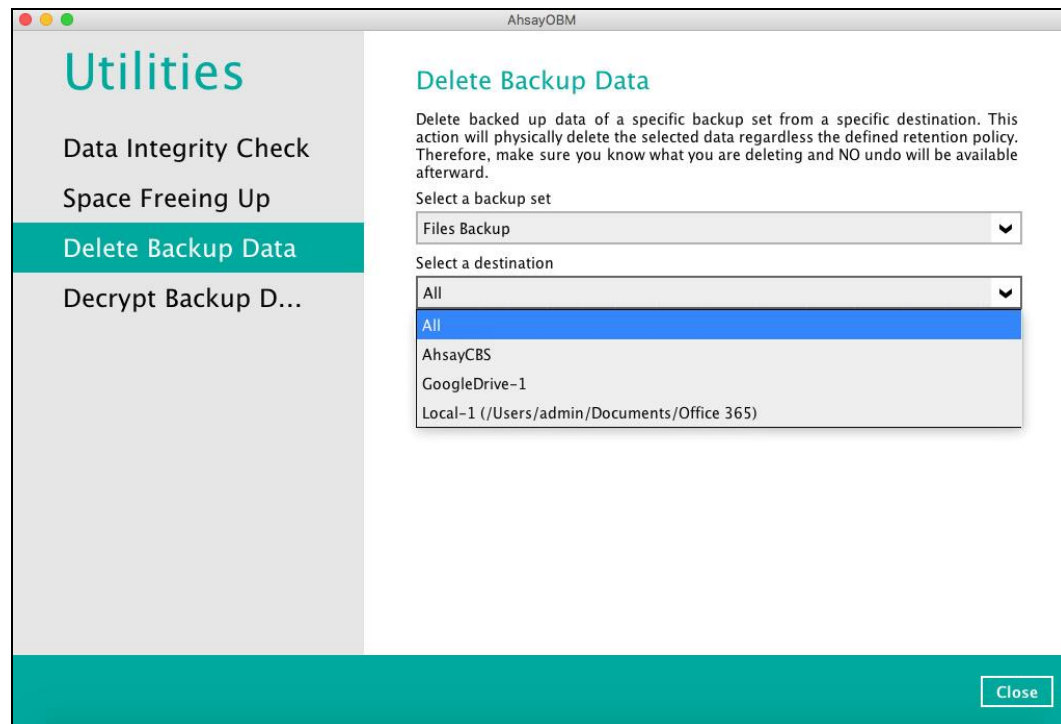 AhsayOBM
Utilities
Data Integrity Check
Space Freeing Up
Delete Backup Data
Decrypt Backup D...
Delete Backup Data
Delete backed up data of a specific backup set from a specific destination. This
action will physically delete the selected data regardless the defined retention policy.
Therefore, make sure you know what you are deleting and NO undo will be available
afterward.
Select a backup set
Files Backup
Select a destination
All
All
AhsayCBS
GoogleDrive-1
Local-1 (/Users/admin/Documents/Office 365)
Close